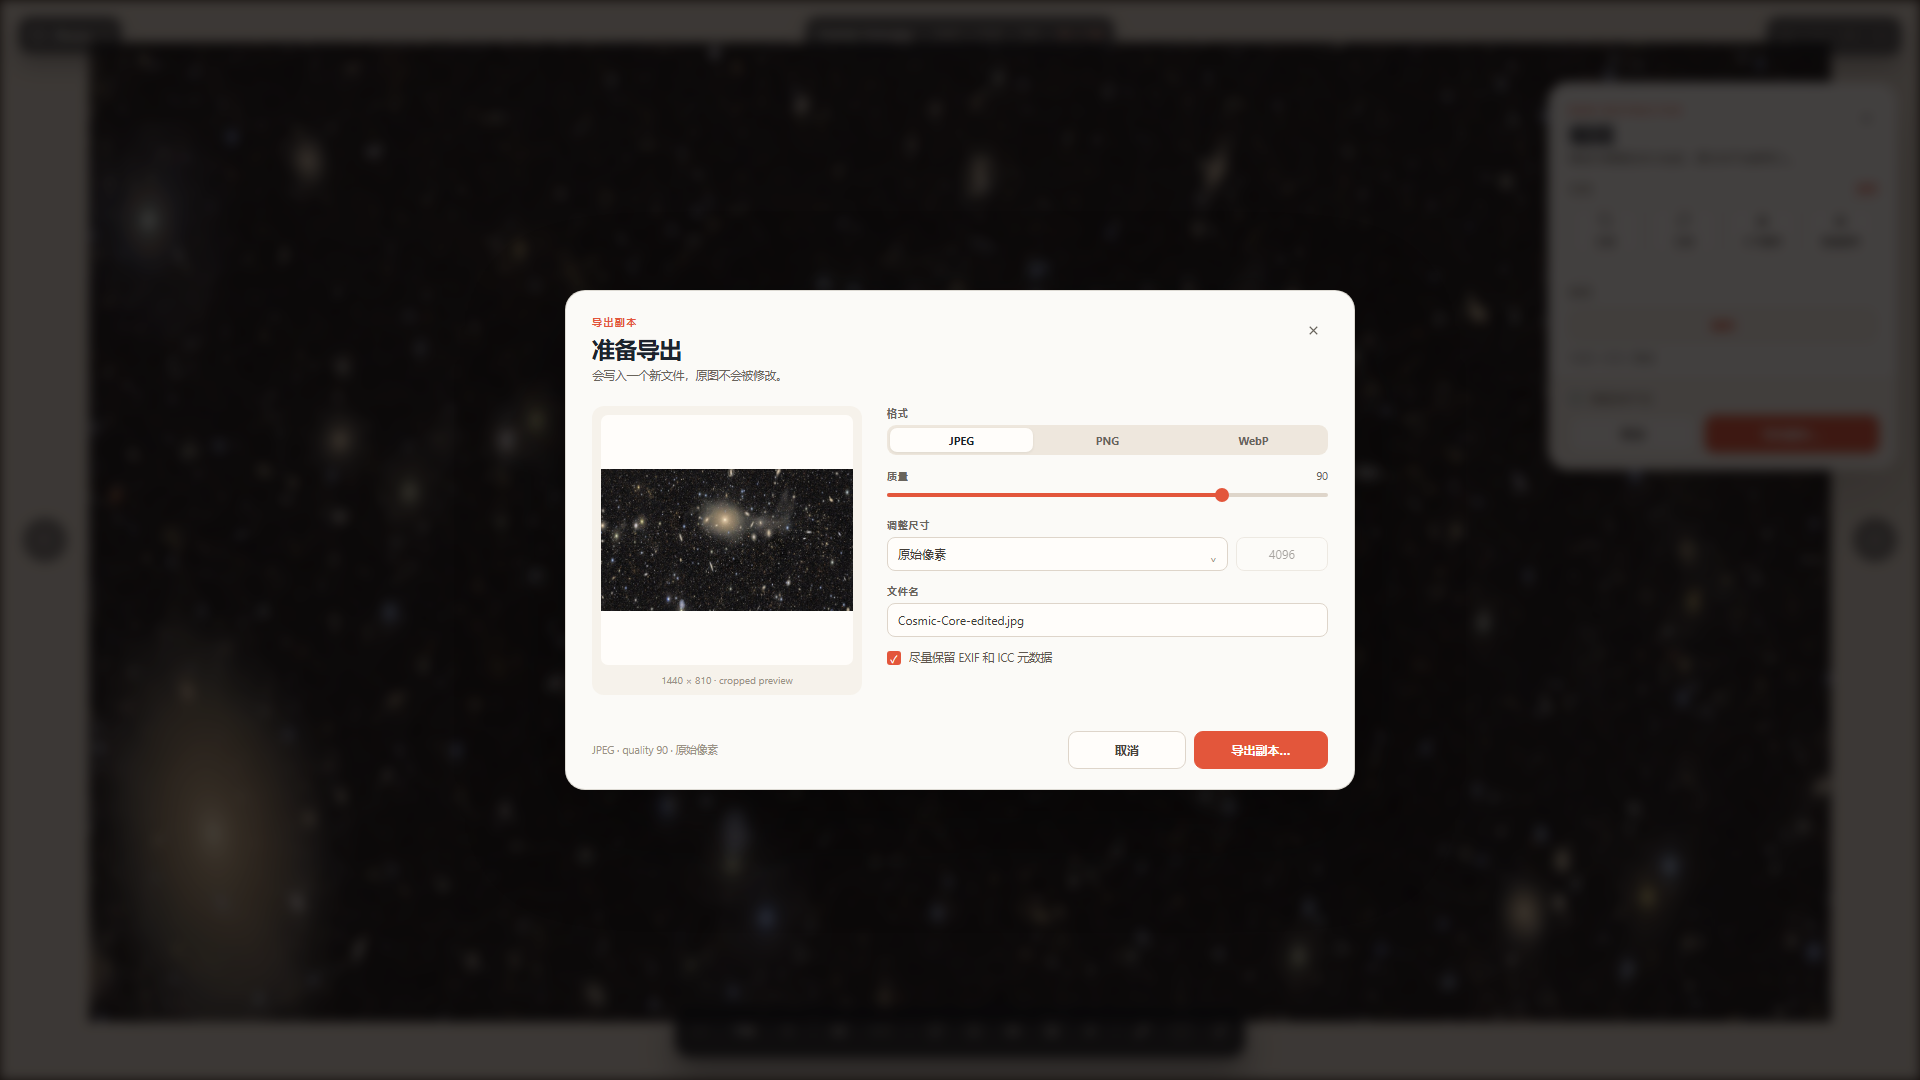 导出副本
准备导出
会写入一个新文件，原图不会被修改。
1440 × 810 · cropped preview
格式
JPEG
PNG
WebP
质量
90
调整尺寸
原始像素
4096
文件名
Cosmic-Core-edited.jpg
尽量保留 EXIF 和 ICC 元数据
JPEG · quality 90 · 原始像素
取消
导出副本...